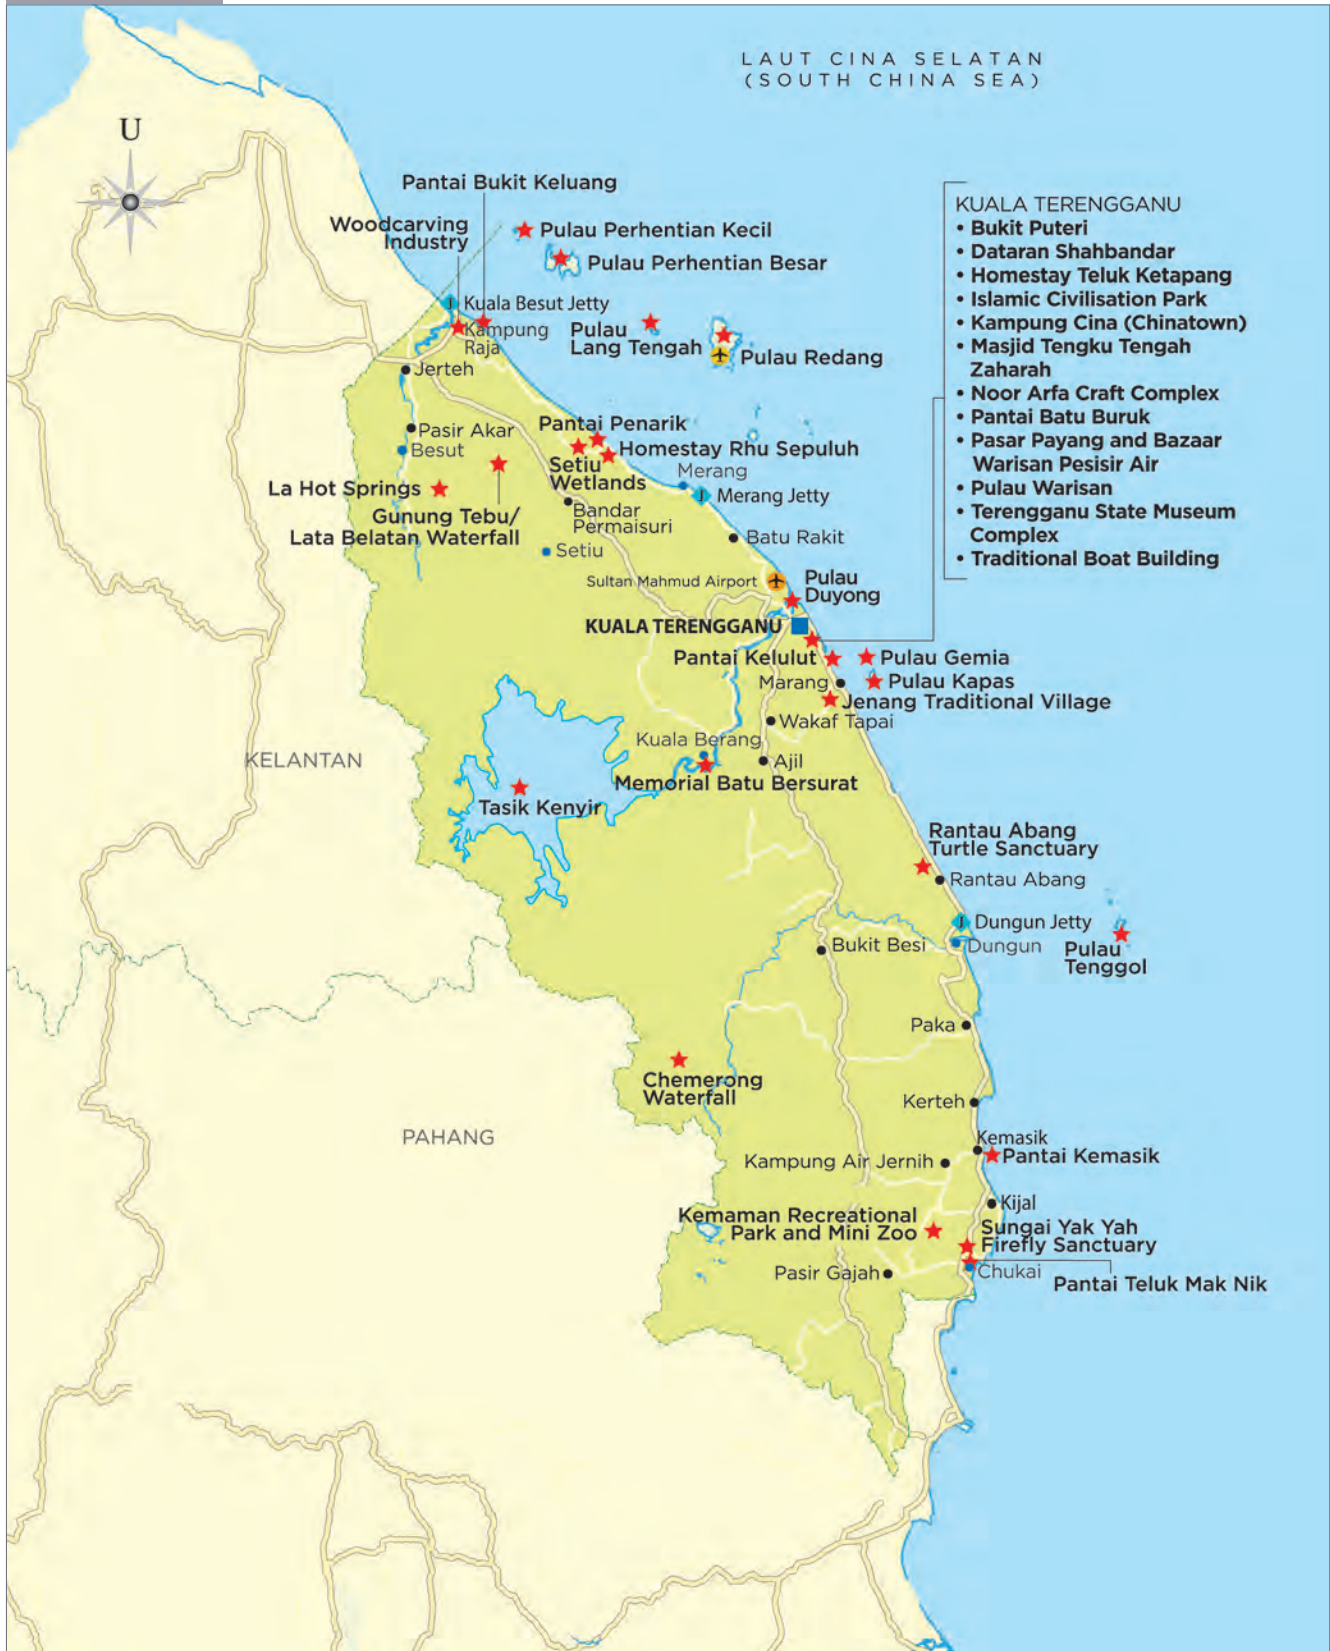 LAUT CINA SELATAN
(SOUTH CHINA SEA)
U
Pantai Bukit Keluang
Woodcarving
Industry
Pulau Perhentian Kecil
Pulau Perhentian Besar
J
Kuala Besut Jetty
Kampung
Raja
Pulau
Lang Tengah
Pulau Redang
Jerteh
Pasir Akar
Besut
Pantai Penarik
Homestay Rhu Sepuluh
Setiu
Wetlands
Merang
J
Merang Jetty
La Hot Springs
Gunung Tebu/
Lata Belatan Waterfall
Bandar
Permaisuri
Setiu
Batu Rakit
Sultan Mahmud Airport
Pulau
Duyong
KUALA TERENGGANU
KUALA TERENGGANU
• Bukit Puteri
• Dataran Shahbandar
• Homestay Teluk Ketapang
• Islamic Civilisation Park
• Kampung Cina (Chinatown)
• Masjid Tengku Tengah
Zaharah
• Noor Arfa Craft Complex
• Pantai Batu Buruk
• Pasar Payang and Bazaar
Warisan Pesisir Air
• Pulau Warisan
• Terengganu State Museum
Complex
• Traditional Boat Building
Pantai Kelulut
Pulau Gemia
Marang
Pulau Kapas
Jenang Traditional Village
Wakaf Tapai
Kuala Berang
Ajil
Memorial Batu Bersurat
KELANTAN
Tasik Kenyir
Rantau Abang
Turtle Sanctuary
Rantau Abang
J
Dungun Jetty
Dungun
Bukit Besi
Pulau
Tenggol
Paka
Chemerong
Waterfall
Kerteh
PAHANG
Kemasik
Pantai Kemasik
Kampung Air Jernih
Kijal
Kemaman Recreational
Park and Mini Zoo
Sungai Yak Yah
Firefly Sanctuary
Pasir Gajah
Chukai
Pantai Teluk Mak Nik